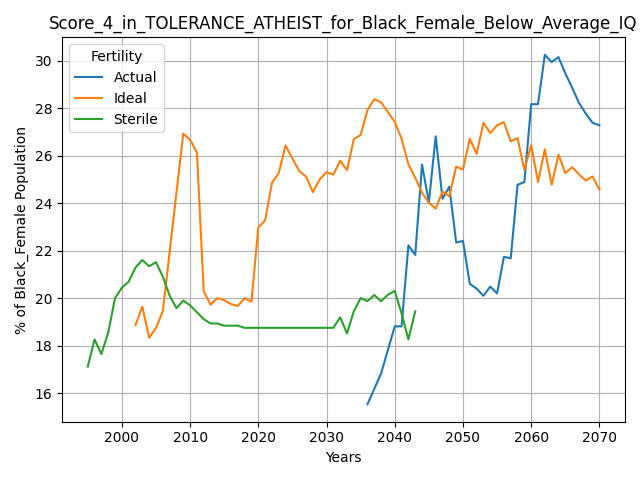 Score_4_in_TOLERANCE_ATHEIST_for_Black_Female_Below_Average_IQ
Fertility
Actual
Ideal
Sterile
% of Black_Female Population
30
28
26
24
22
20
18
16
2000 2010 2020 2030 2040 2050 2060 2070
Years